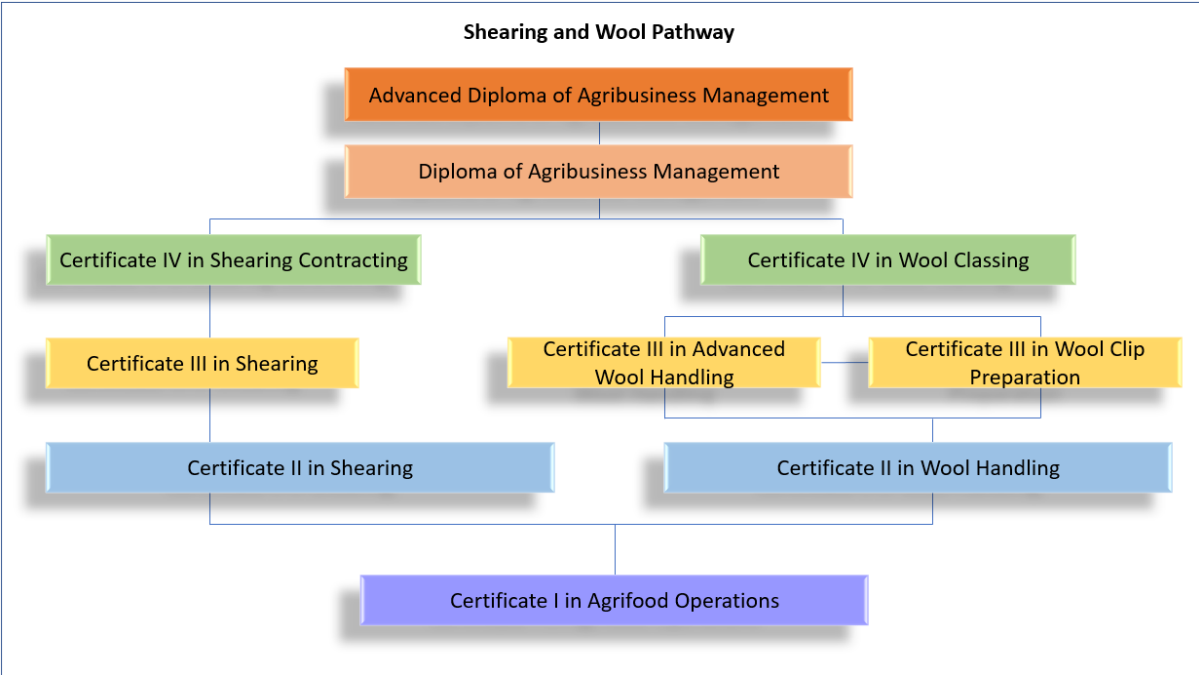 Shearing and Wool Pathway
Advanced Diploma of Agribusiness Management
Diploma of Agribusiness Management
Certificate IV in Shearing Contracting
Certificate IV in Wool Classing
Certificate III in Shearing
Certificate III in Advanced
Wool Handling
Certificate III in Wool Clip
Preparation
Certificate II in Shearing
Certificate II in Wool Handling
Certificate I in Agrifood Operations